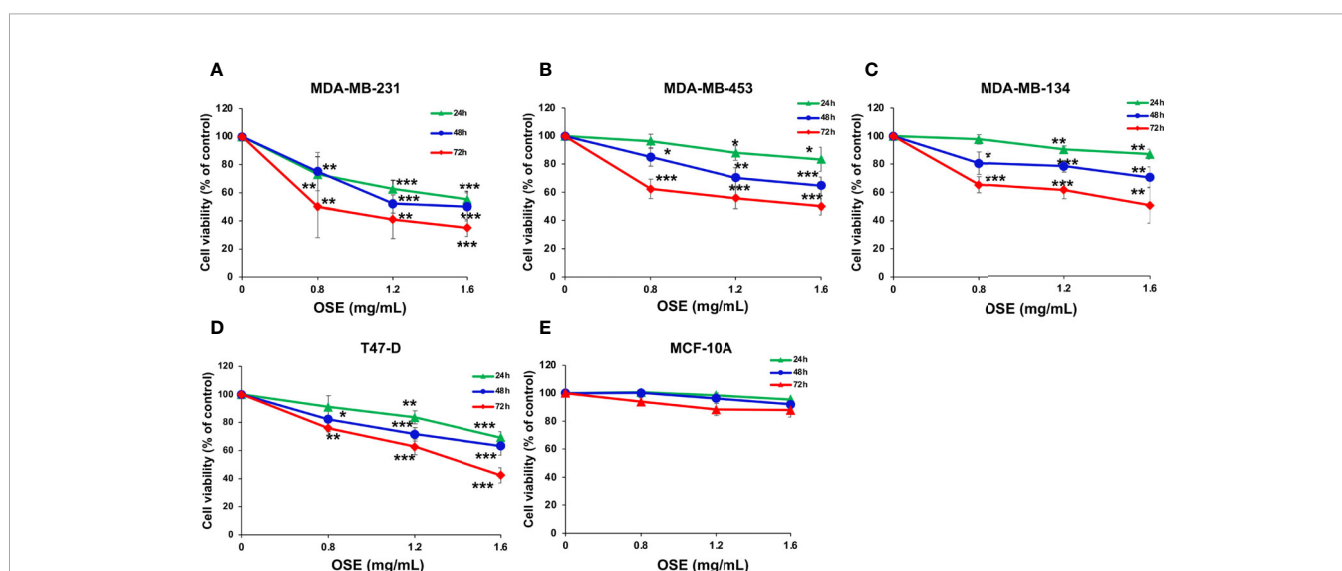 A
MDA-MB-231
120
100
80
60
40
20
0
Cell viability (% of control)
24h
48h
72h
**
**
**
***
***
**
***
***
***
0
0.8
1.2
1.6
OSE (mg/mL)
B
MDA-MB-453
120
100
80
60
40
20
0
Cell viability (% of control)
24h
48h
72h
*
***
*
**
***
*
***
***
0
0.8
1.2
1.6
OSE (mg/mL)
C
MDA-MB-134
120
100
80
60
40
20
0
Cell viability (% of control)
24h
48h
72h
*
***
**
***
***
**
**
**
0
0.8
1.2
1.6
OSE (mg/mL)
D
T47-D
120
100
80
60
40
20
0
Cell viability (% of control)
24h
48h
72h
*
**
**
***
***
***
***
***
0
0.8
1.2
1.6
OSE (mg/mL)
E
MCF-10A
120
100
80
60
40
20
0
Cell viability (% of control)
24h
48h
72h
0
0.8
1.2
1.6
OSE (mg/mL)